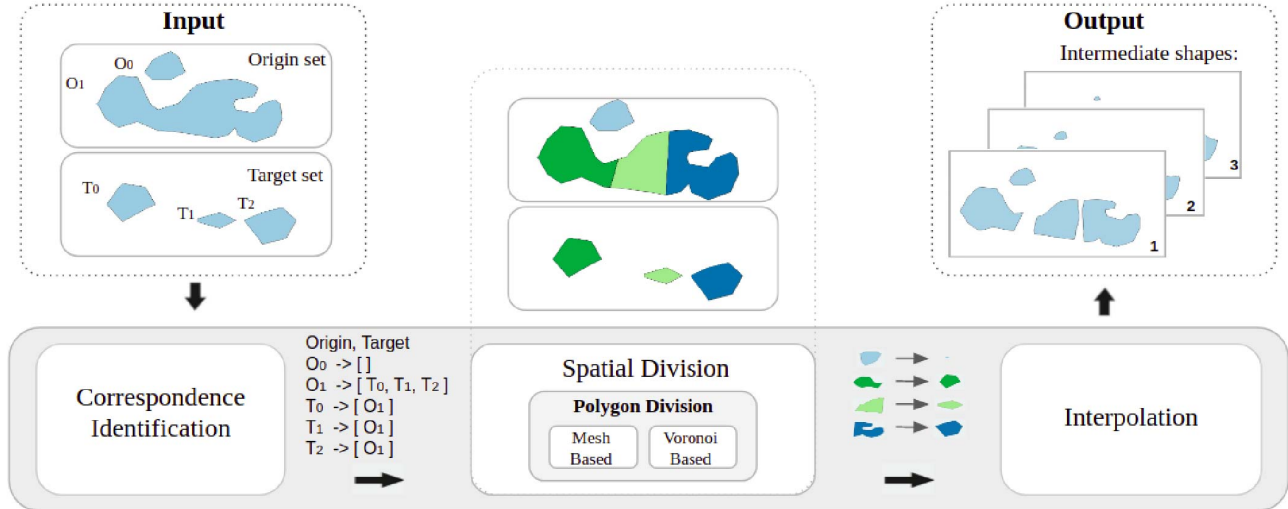 Input
O₀
Origin set
O₁
Target set
T₀
T₁
T₂
Output
Intermediate shapes:
3
2
1
Correspondence
Identification
Origin, Target
O₀ -> [ ]
O₁ -> [ T₀, T₁, T₂ ]
T₀ -> [ O₁ ]
T₁ -> [ O₁ ]
T₂ -> [ O₁ ]
Spatial Division
Polygon Division
Mesh
Based
Voronoi
Based
Interpolation